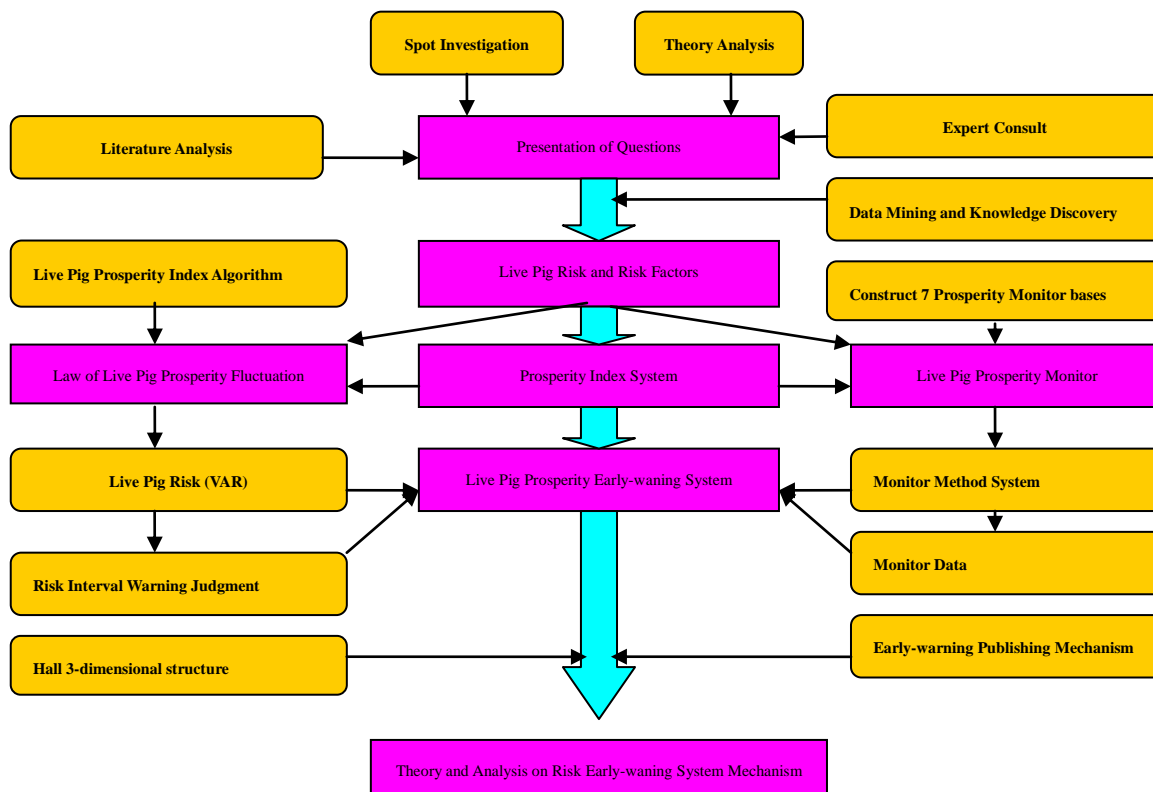 Spot Investigation
Theory Analysis
Expert Consult
Literature Analysis
Presentation of Questions
Data Mining and Knowledge Discovery
Live Pig Prosperity Index Algorithm
Live Pig Risk and Risk Factors
Construct 7 Prosperity Monitor bases
Law of Live Pig Prosperity Fluctuation
Prosperity Index System
Live Pig Prosperity Monitor
Live Pig Risk (VAR)
Live Pig Prosperity Early-waning System
Monitor Method System
Risk Interval Warning Judgment
Monitor Data
Hall 3-dimensional structure
Early-warning Publishing Mechanism
Theory and Analysis on Risk Early-waning System Mechanism